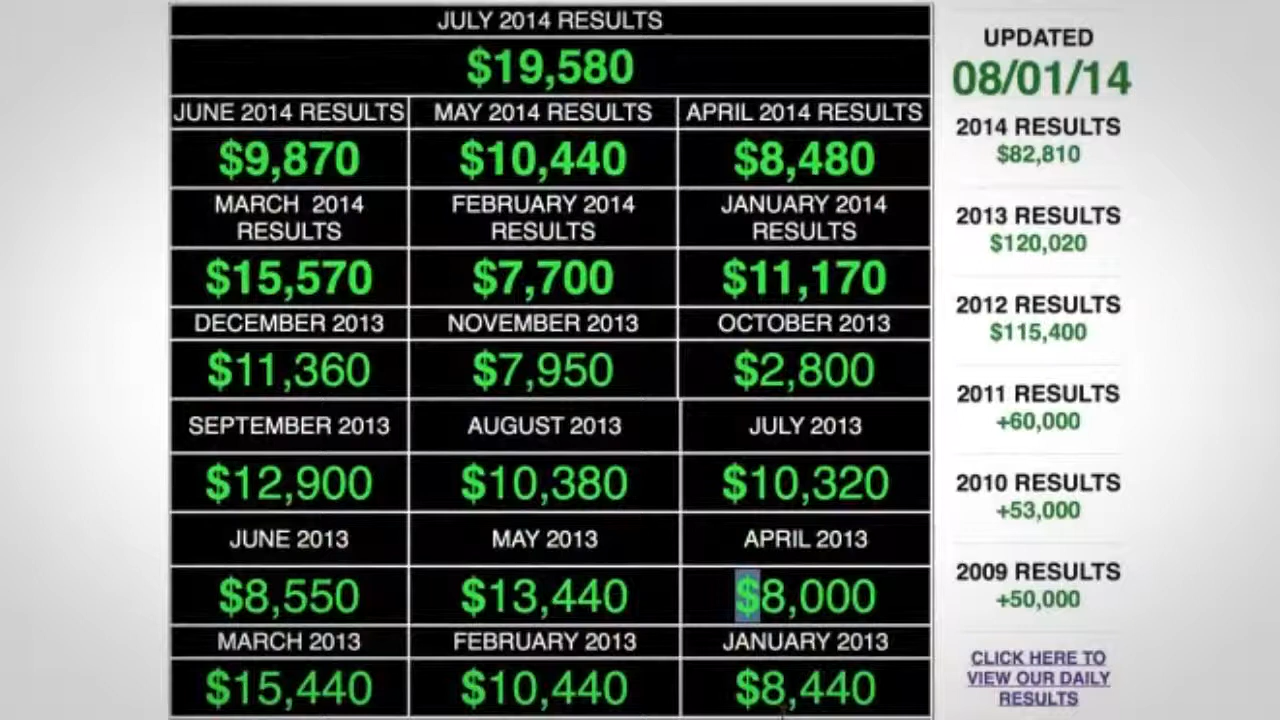 JULY 2014 RESULTS
$19,580
JUNE 2014 RESULTS MAY 2014 RESULTS APRIL 2014 RESULTS
$9,870 $10,440 $8,480
MARCH 2014 RESULTS FEBRUARY 2014 RESULTS JANUARY 2014 RESULTS
$15,570 $7,700 $11,170
DECEMBER 2013 NOVEMBER 2013 OCTOBER 2013
$11,360 $7,950 $2,800
SEPTEMBER 2013 AUGUST 2013 JULY 2013
$12,900 $10,380 $10,320
JUNE 2013 MAY 2013 APRIL 2013
$8,550 $13,440 $8,000
MARCH 2013 FEBRUARY 2013 JANUARY 2013
$15,440 $10,440 $8,440
UPDATED
08/01/14
2014 RESULTS
$82,810
2013 RESULTS
$120,020
2012 RESULTS
$115,400
2011 RESULTS
+60,000
2010 RESULTS
+53,000
2009 RESULTS
+50,000
CLICK HERE TO
VIEW OUR DAILY
RESULTS